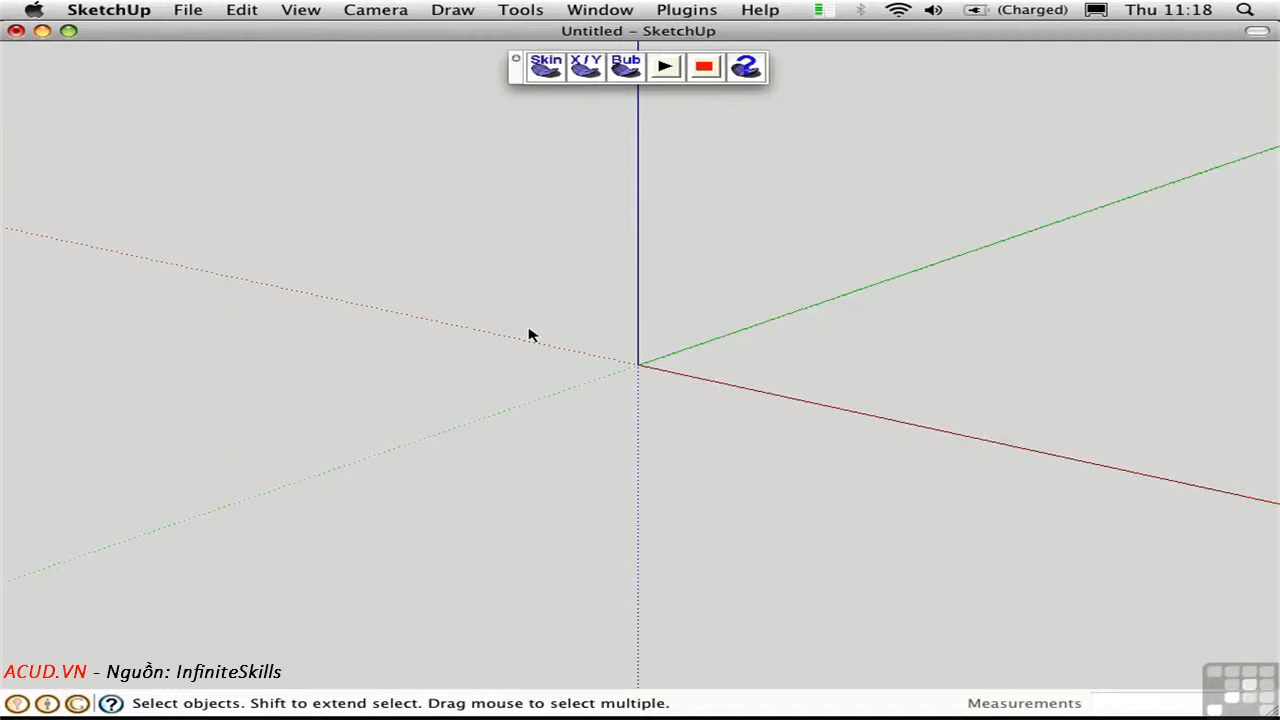 SketchUp File Edit View Camera Draw Tools Window Plugins Help (Charged) Thu 11:18
Untitled – SketchUp
Skin X/Y Bub
ACUD.VN - Nguồn: InfiniteSkills
Select objects. Shift to extend select. Drag mouse to select multiple. Measurements